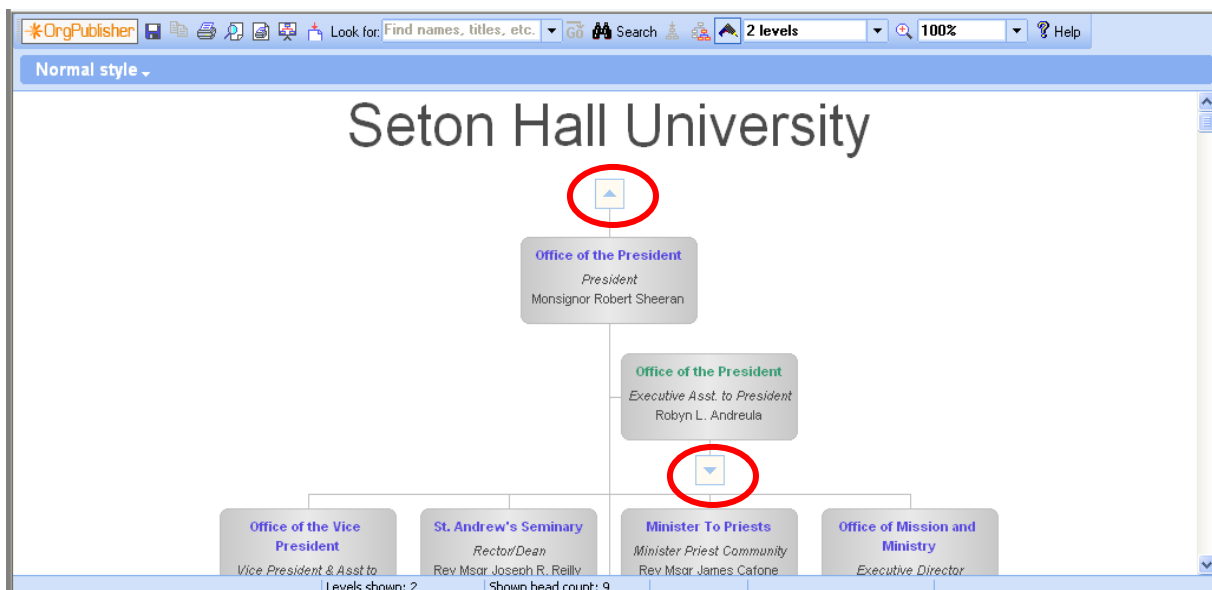 OrgPublisher Look for: Find names, titles, etc. Go Search 2 levels 100% Help
Normal style
Seton Hall University
Office of the President
President
Monsignor Robert Sheeran
Office of the President
Executive Asst. to President
Robyn L. Andreula
Office of the Vice
President
Vice President & Asst to
St. Andrew's Seminary
Rector/Dean
Rev Msgr Joseph R. Reilly
Minister To Priests
Minister Priest Community
Rev Msgr James Cafone
Office of Mission and
Ministry
Executive Director
Levels shown: 2 Shown head count: 9